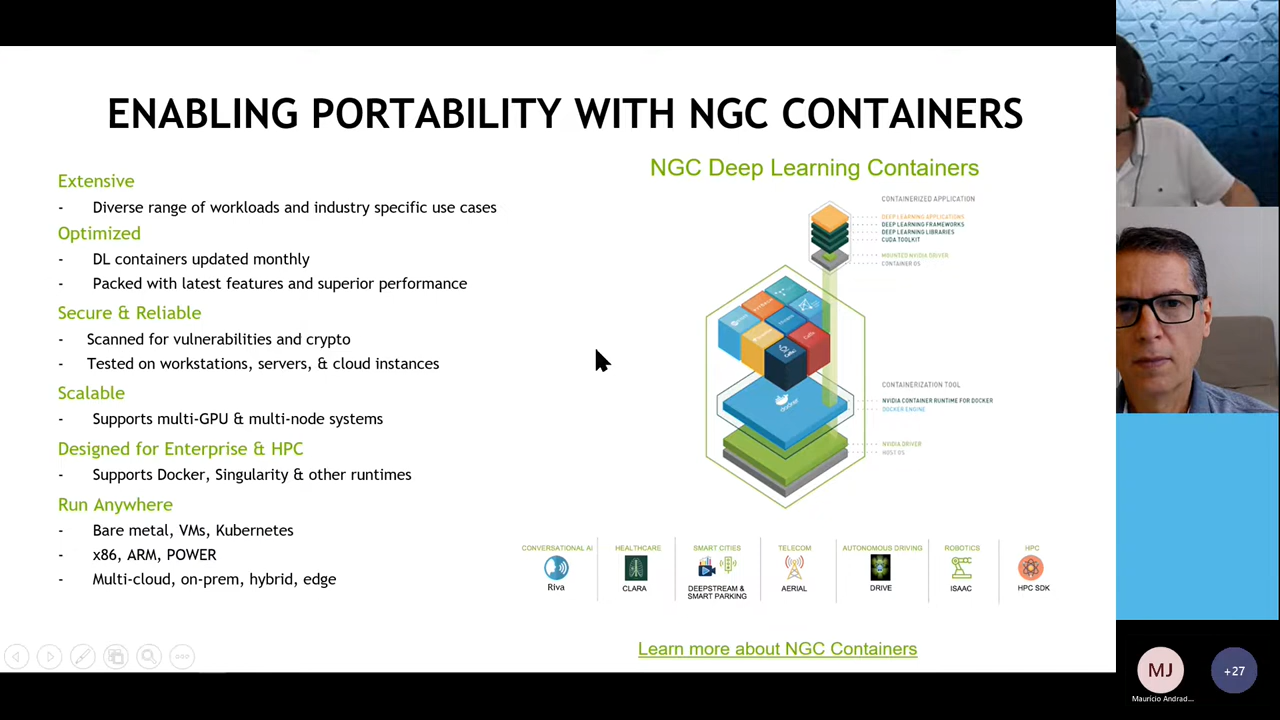 ENABLING PORTABILITY WITH NGC CONTAINERS
Extensive
- Diverse range of workloads and industry specific use cases
Optimized
- DL containers updated monthly
- Packed with latest features and superior performance
Secure & Reliable
- Scanned for vulnerabilities and crypto
- Tested on workstations, servers, & cloud instances
Scalable
- Supports multi-GPU & multi-node systems
Designed for Enterprise & HPC
- Supports Docker, Singularity & other runtimes
Run Anywhere
- Bare metal, VMs, Kubernetes
- x86, ARM, POWER
- Multi-cloud, on-prem, hybrid, edge
NGC Deep Learning Containers
CONTAINERIZED APPLICATION
DEEP LEARNING APPLICATIONS
DEEP LEARNING FRAMEWORKS
DEEP LEARNING LIBRARIES
CUDA TOOLKIT
MOUNTED NVIDIA DRIVER
CONTAINER OS
CONTAINERIZATION TOOL
NVIDIA CONTAINER RUNTIME FOR DOCKER
DOCKER ENGINE
NVIDIA DRIVER
HOST OS
docker
CONVERSATIONAL AI
Riva
HEALTHCARE
CLARA
SMART CITIES
DEEPSTREAM &
SMART PARKING
TELECOM
AERIAL
AUTONOMOUS DRIVING
DRIVE
ROBOTICS
ISAAC
HPC
HPC SDK
Learn more about NGC Containers
MJ
+27
Maurício Andrad...